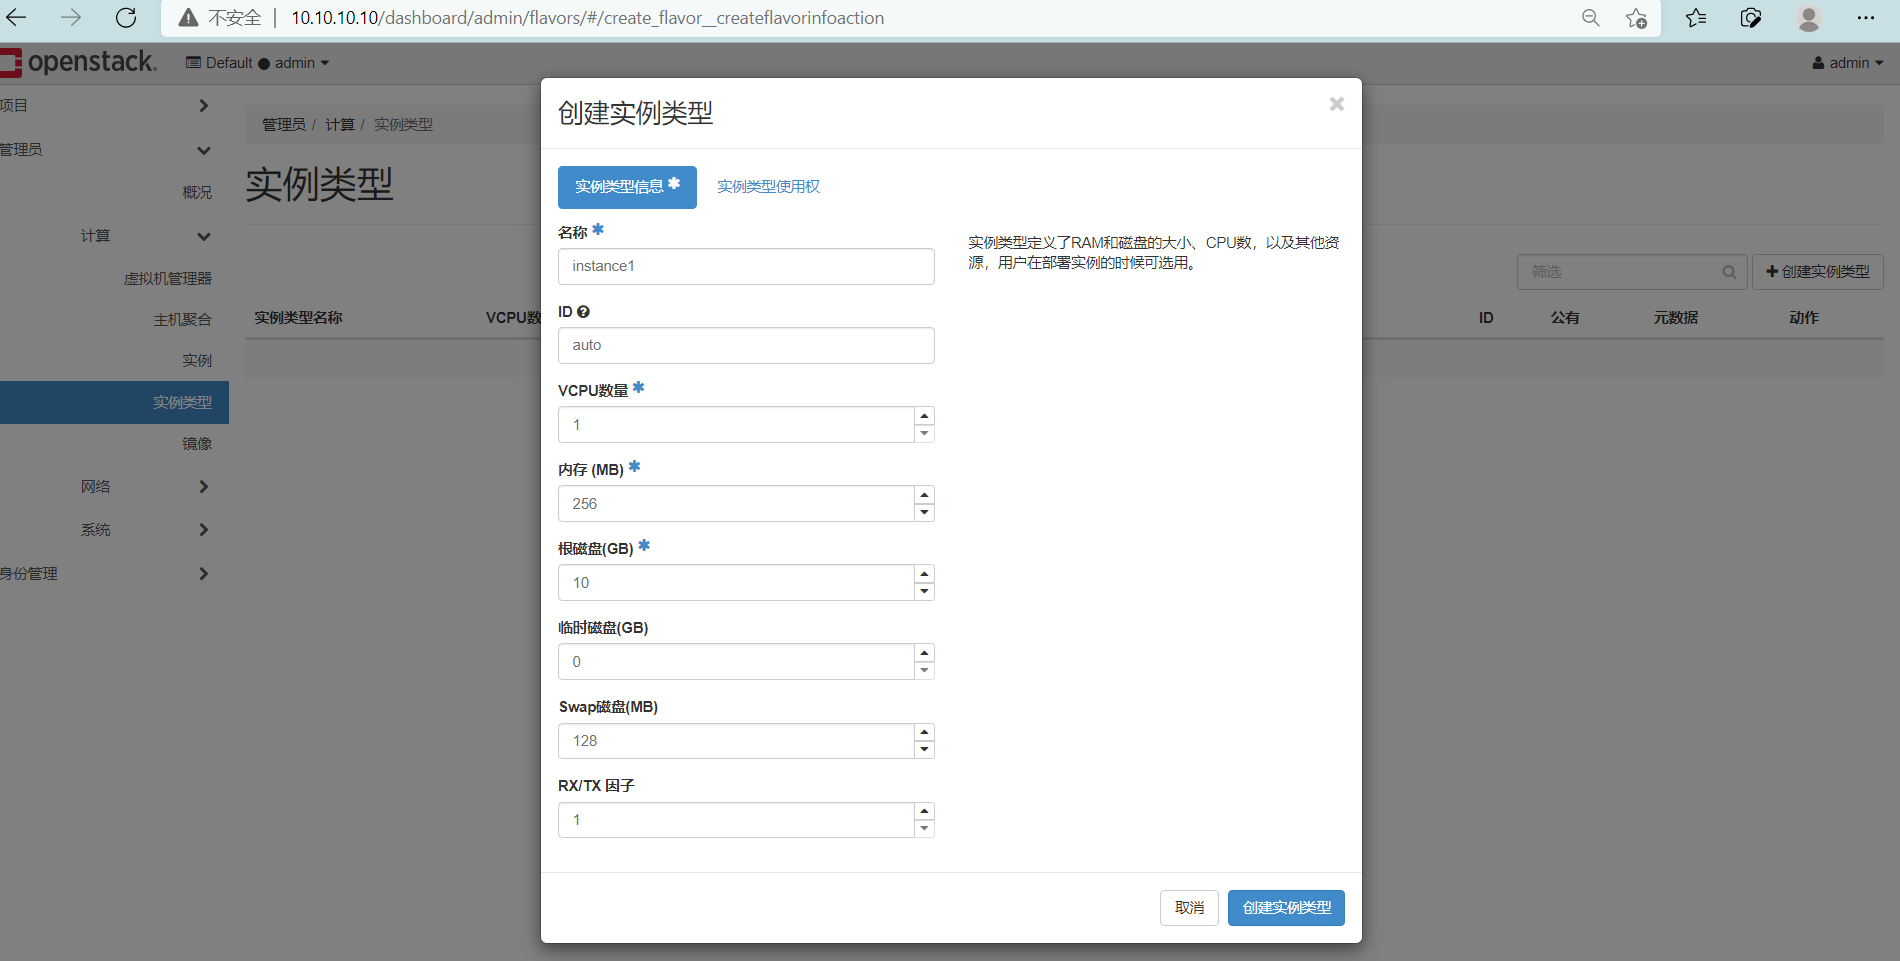 不安全 10.10.10.10/dashboard/admin/flavors/#/create_flavor__createflavorinfoaction
openstack. Default admin admin
项目
管理员
概况
计算
虚拟机管理器
主机聚合
实例
实例类型
镜像
网络
系统
身份管理
管理员 / 计算 / 实例类型
实例类型
筛选 创建实例类型
实例类型名称 VCPU数 ID 公有 元数据 动作
创建实例类型
实例类型信息 * 实例类型使用权
名称 *
instance1
ID
auto
VCPU数量 *
1
内存 (MB) *
256
根磁盘(GB) *
10
临时磁盘(GB)
0
Swap磁盘(MB)
128
RX/TX 因子
1
实例类型定义了RAM和磁盘的大小、CPU数，以及其他资
源，用户在部署实例的时候可选用。
取消 创建实例类型